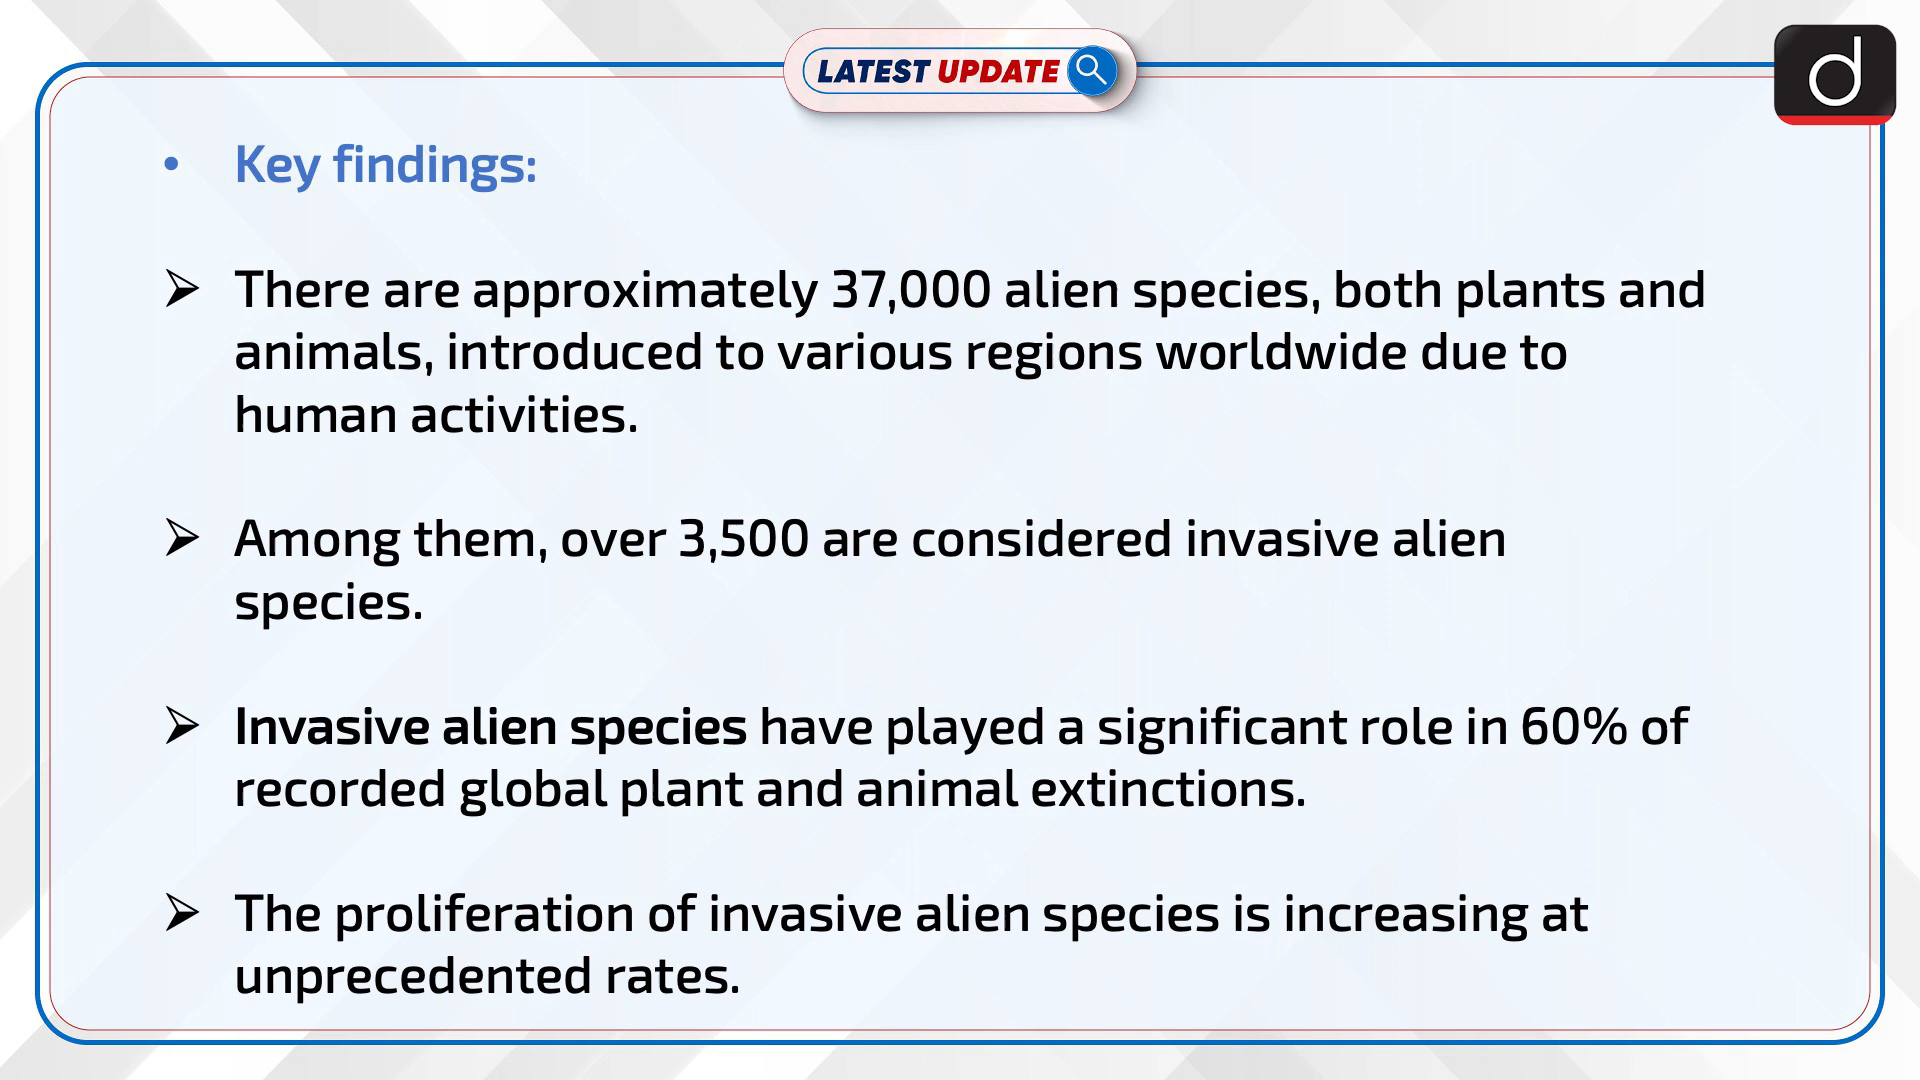 LATEST UPDATE
d
• Key findings:
➢ There are approximately 37,000 alien species, both plants and
animals, introduced to various regions worldwide due to
human activities.
➢ Among them, over 3,500 are considered invasive alien
species.
➢ Invasive alien species have played a significant role in 60% of
recorded global plant and animal extinctions.
➢ The proliferation of invasive alien species is increasing at
unprecedented rates.